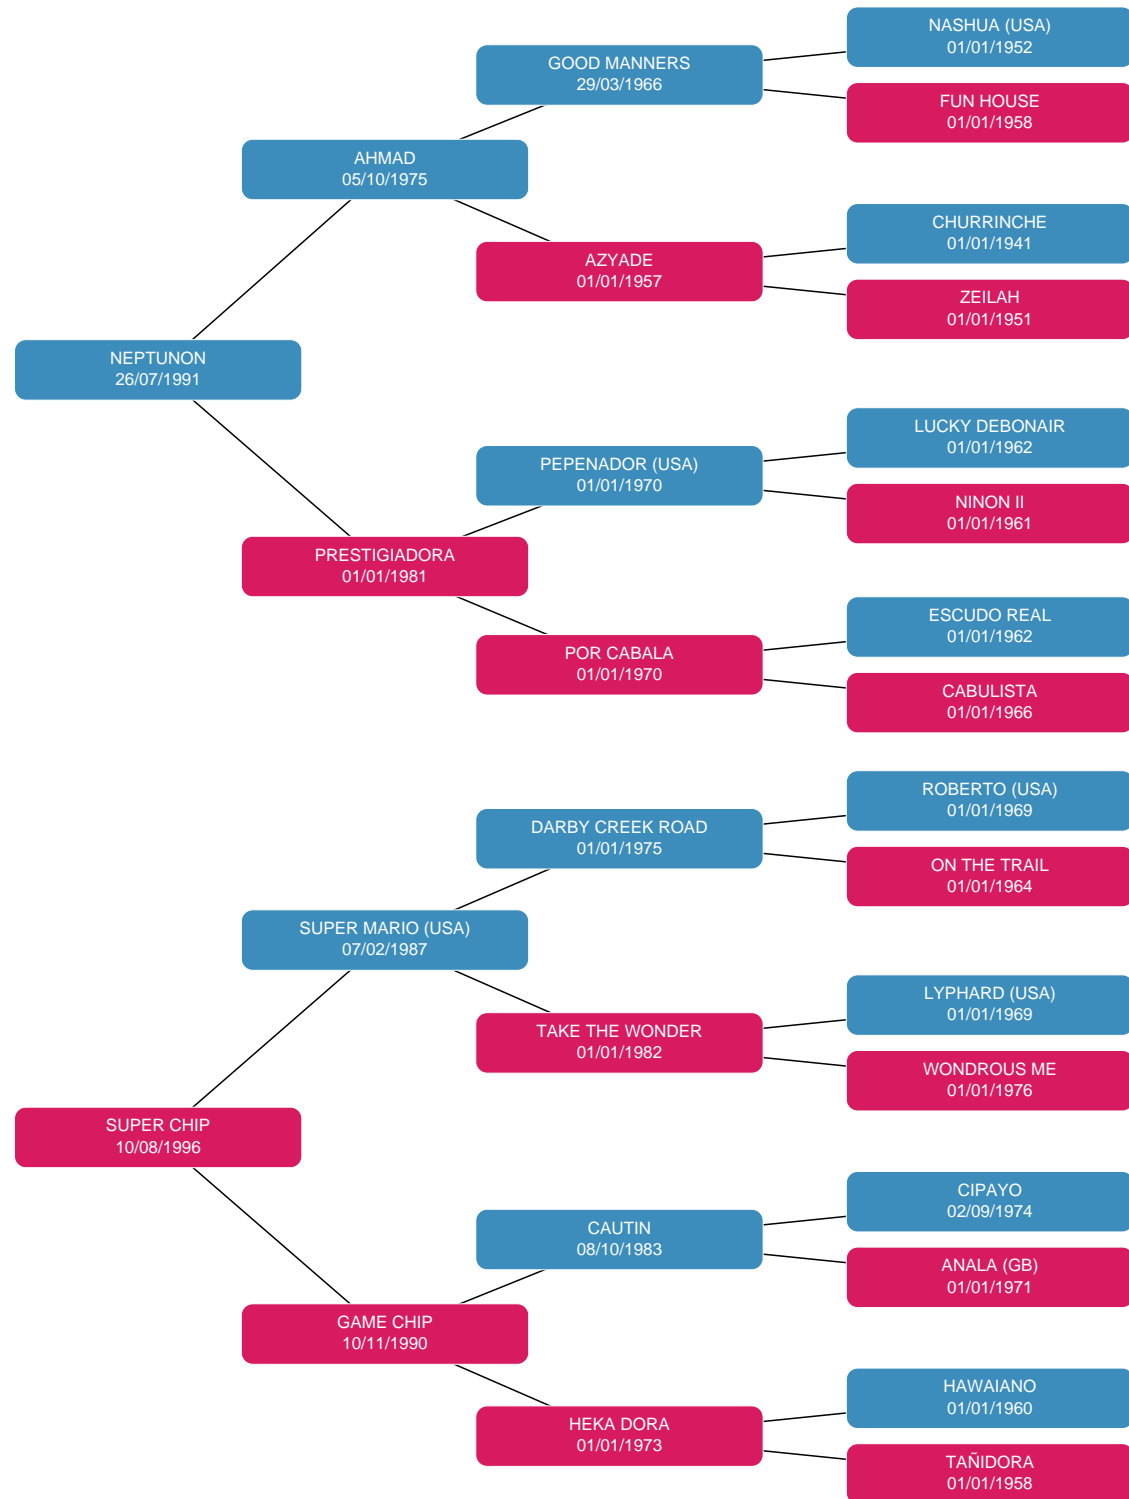 NASHUA (USA)
01/01/1952
GOOD MANNERS
29/03/1966
FUN HOUSE
01/01/1958
AHMAD
05/10/1975
CHURRINCHE
01/01/1941
AZYADE
01/01/1957
ZEILAH
01/01/1951
NEPTUNON
26/07/1991
LUCKY DEBONAIR
01/01/1962
PEPENADOR (USA)
01/01/1970
NINON II
01/01/1961
PRESTIGIADORA
01/01/1981
ESCUDO REAL
01/01/1962
POR CABALA
01/01/1970
CABULISTA
01/01/1966
ROBERTO (USA)
01/01/1969
DARBY CREEK ROAD
01/01/1975
ON THE TRAIL
01/01/1964
SUPER MARIO (USA)
07/02/1987
LYPHARD (USA)
01/01/1969
TAKE THE WONDER
01/01/1982
WONDROUS ME
01/01/1976
SUPER CHIP
10/08/1996
CIPAYO
02/09/1974
CAUTIN
08/10/1983
ANALA (GB)
01/01/1971
GAME CHIP
10/11/1990
HAWAIANO
01/01/1960
HEKA DORA
01/01/1973
TAÑIDORA
01/01/1958